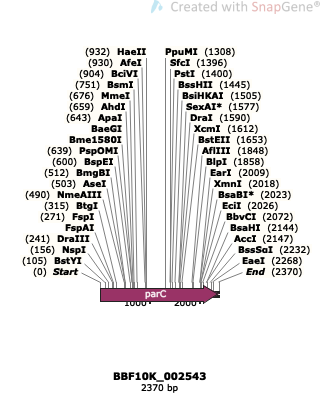 Created with SnapGene®
(932) HaeII PpuMI (1308)
(930) AfeI SfcI (1396)
(904) BciVI PstI (1400)
(751) BsmI BssHII (1445)
(676) MmeI BsiHKAI (1505)
(659) AhdI SexAI* (1577)
(643) ApaI DraI (1590)
BaeGI XcmI (1612)
Bme1580I BstEII (1653)
(639) PspOMI AflIII (1848)
(600) BspEI BlpI (1858)
(512) BmgBI EarI (2009)
(503) AseI XmnI (2018)
(490) NmeAIII BsaBI* (2023)
(315) BtgI EciI (2026)
(271) FspI BbvCI (2072)
FspAI BsaHI (2144)
(241) DraIII AccI (2147)
(156) NspI BssSαI (2232)
(105) BstYI EaeI (2268)
(0) Start End (2370)
parC
1000 2000
BBF10K_002543
2370 bp